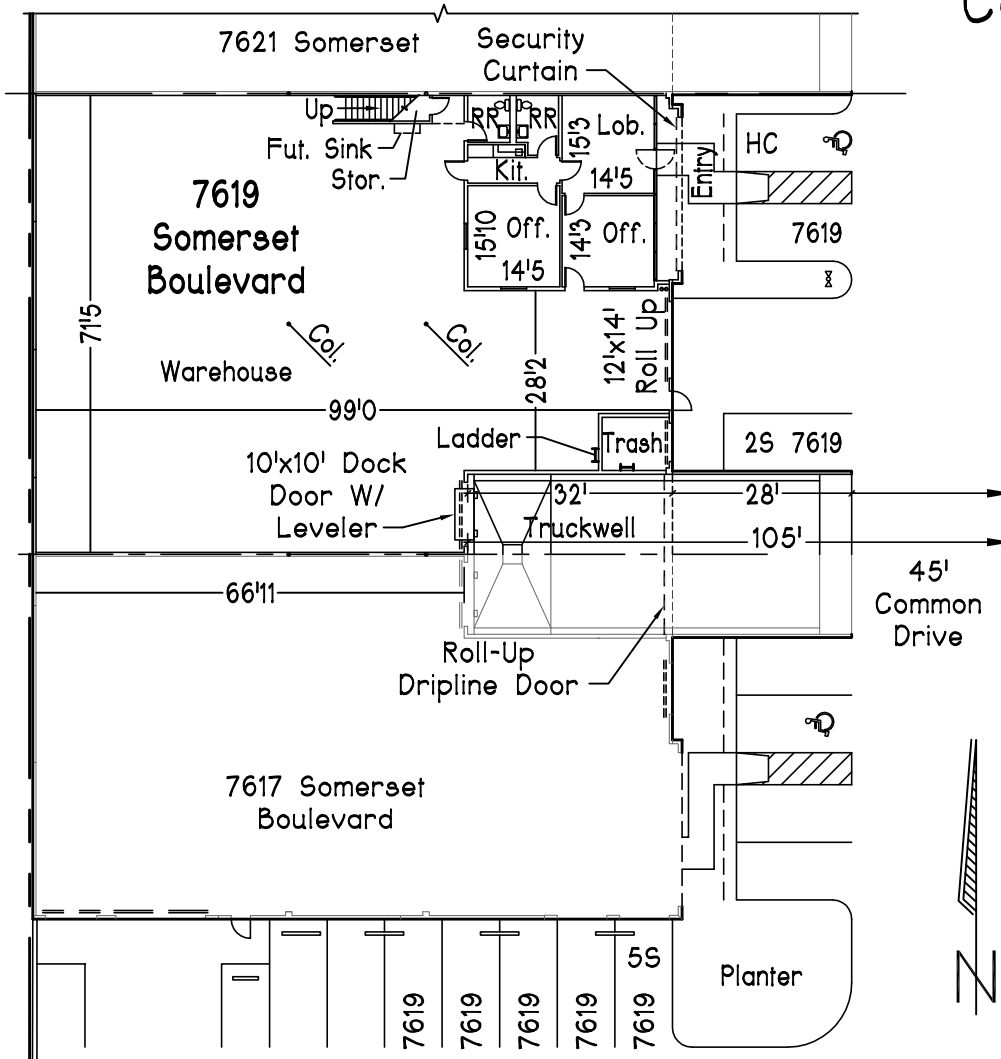 7621 Somerset
Security
Curtain
Up
Fut. Sink
Stor.
RR
RR
Kit.
15'3
Lob.
14'5
Entry
HC
7619
Somerset
Boulevard
15'10
Off.
14'5
14'3
Off.
7619
71'5
Col.
Col.
28'2
12'x14'
Roll Up
Warehouse
99'0
Ladder
Trash
2S 7619
10'x10' Dock
Door W/
Leveler
32'
28'
Truckwell
105'
66'11
45'
Common
Drive
Roll-Up
Dripline Door
7617 Somerset
Boulevard
5S
7619
7619
7619
7619
7619
Planter
N